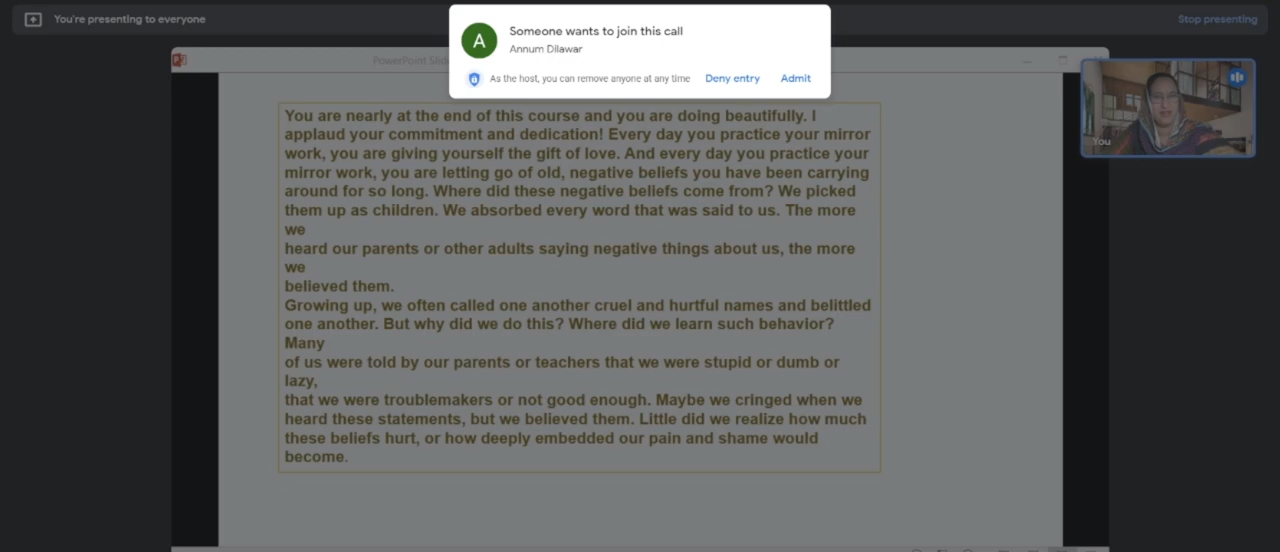 You're presenting to everyone
Stop presenting
A
Someone wants to join this call
Annum Dilawar
As the host, you can remove anyone at any time
Deny entry
Admit
PowerPoint Slid
You
You are nearly at the end of this course and you are doing beautifully. I
applaud your commitment and dedication! Every day you practice your mirror
work, you are giving yourself the gift of love. And every day you practice your
mirror work, you are letting go of old, negative beliefs you have been carrying
around for so long. Where did these negative beliefs come from? We picked
them up as children. We absorbed every word that was said to us. The more
we
heard our parents or other adults saying negative things about us, the more
we
believed them.
Growing up, we often called one another cruel and hurtful names and belittled
one another. But why did we do this? Where did we learn such behavior?
Many
of us were told by our parents or teachers that we were stupid or dumb or
lazy,
that we were troublemakers or not good enough. Maybe we cringed when we
heard these statements, but we believed them. Little did we realize how much
these beliefs hurt, or how deeply embedded our pain and shame would
become.